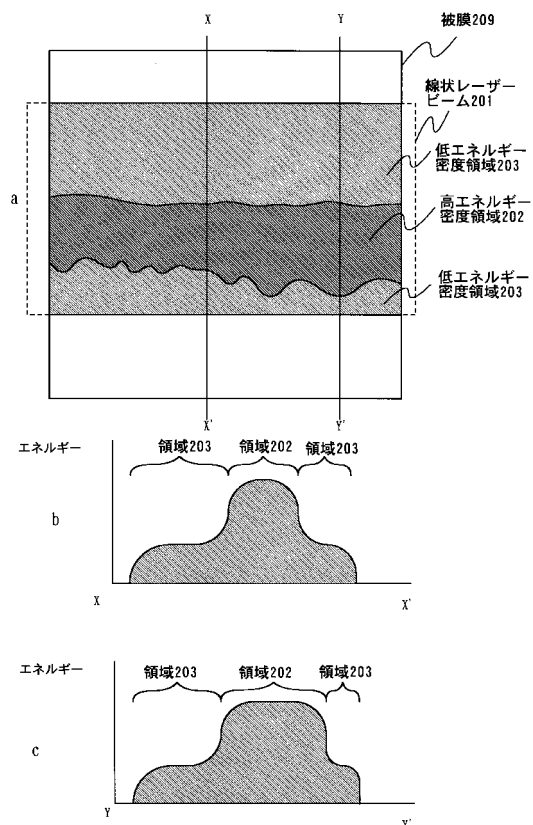 X
Y
被膜209
線状レーザー
ビーム201
低エネルギー
密度領域203
a
高エネルギー
密度領域202
低エネルギー
密度領域203
X'
Y'
エネルギー
領域203
領域202
領域203
b
X
X'
エネルギー
領域203
領域202
領域203
c
Y
Y'